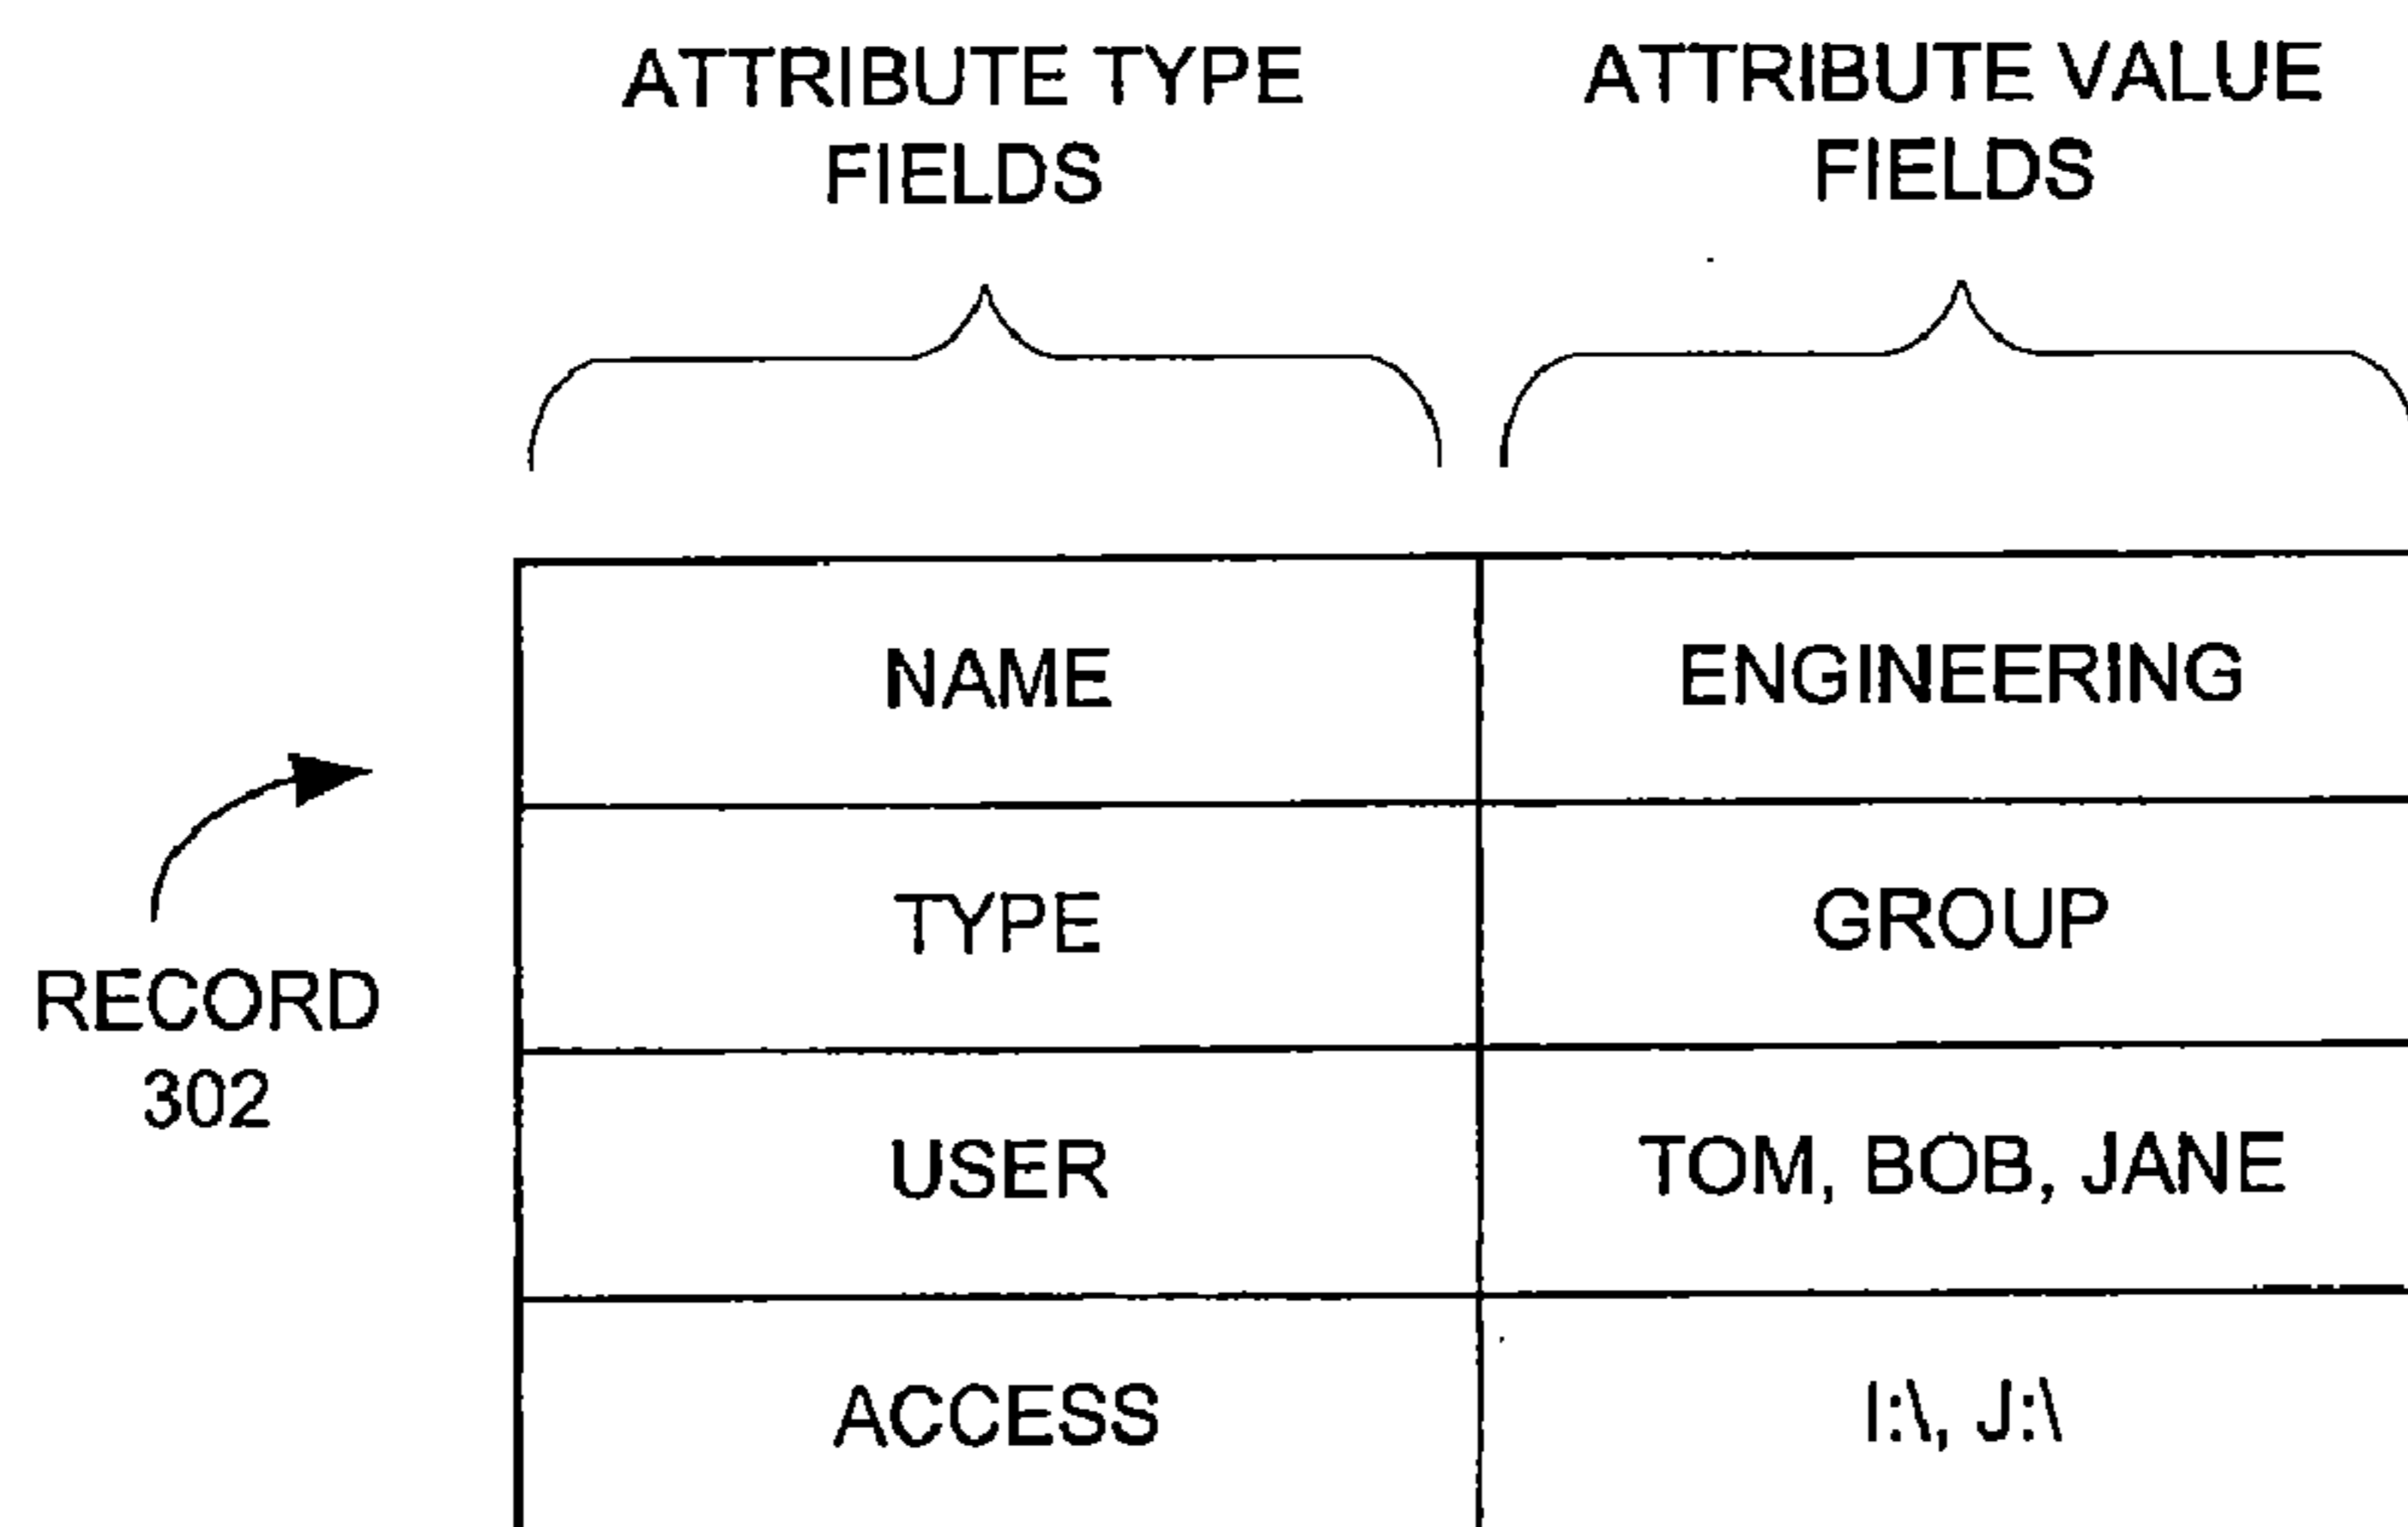 ATTRIBUTE TYPE
FIELDS
ATTRIBUTE VALUE
FIELDS
NAME
ENGINEERING
TYPE
GROUP
RECORD
302
USER
TOM, BOB, JANE
ACCESS
I:\, J:\